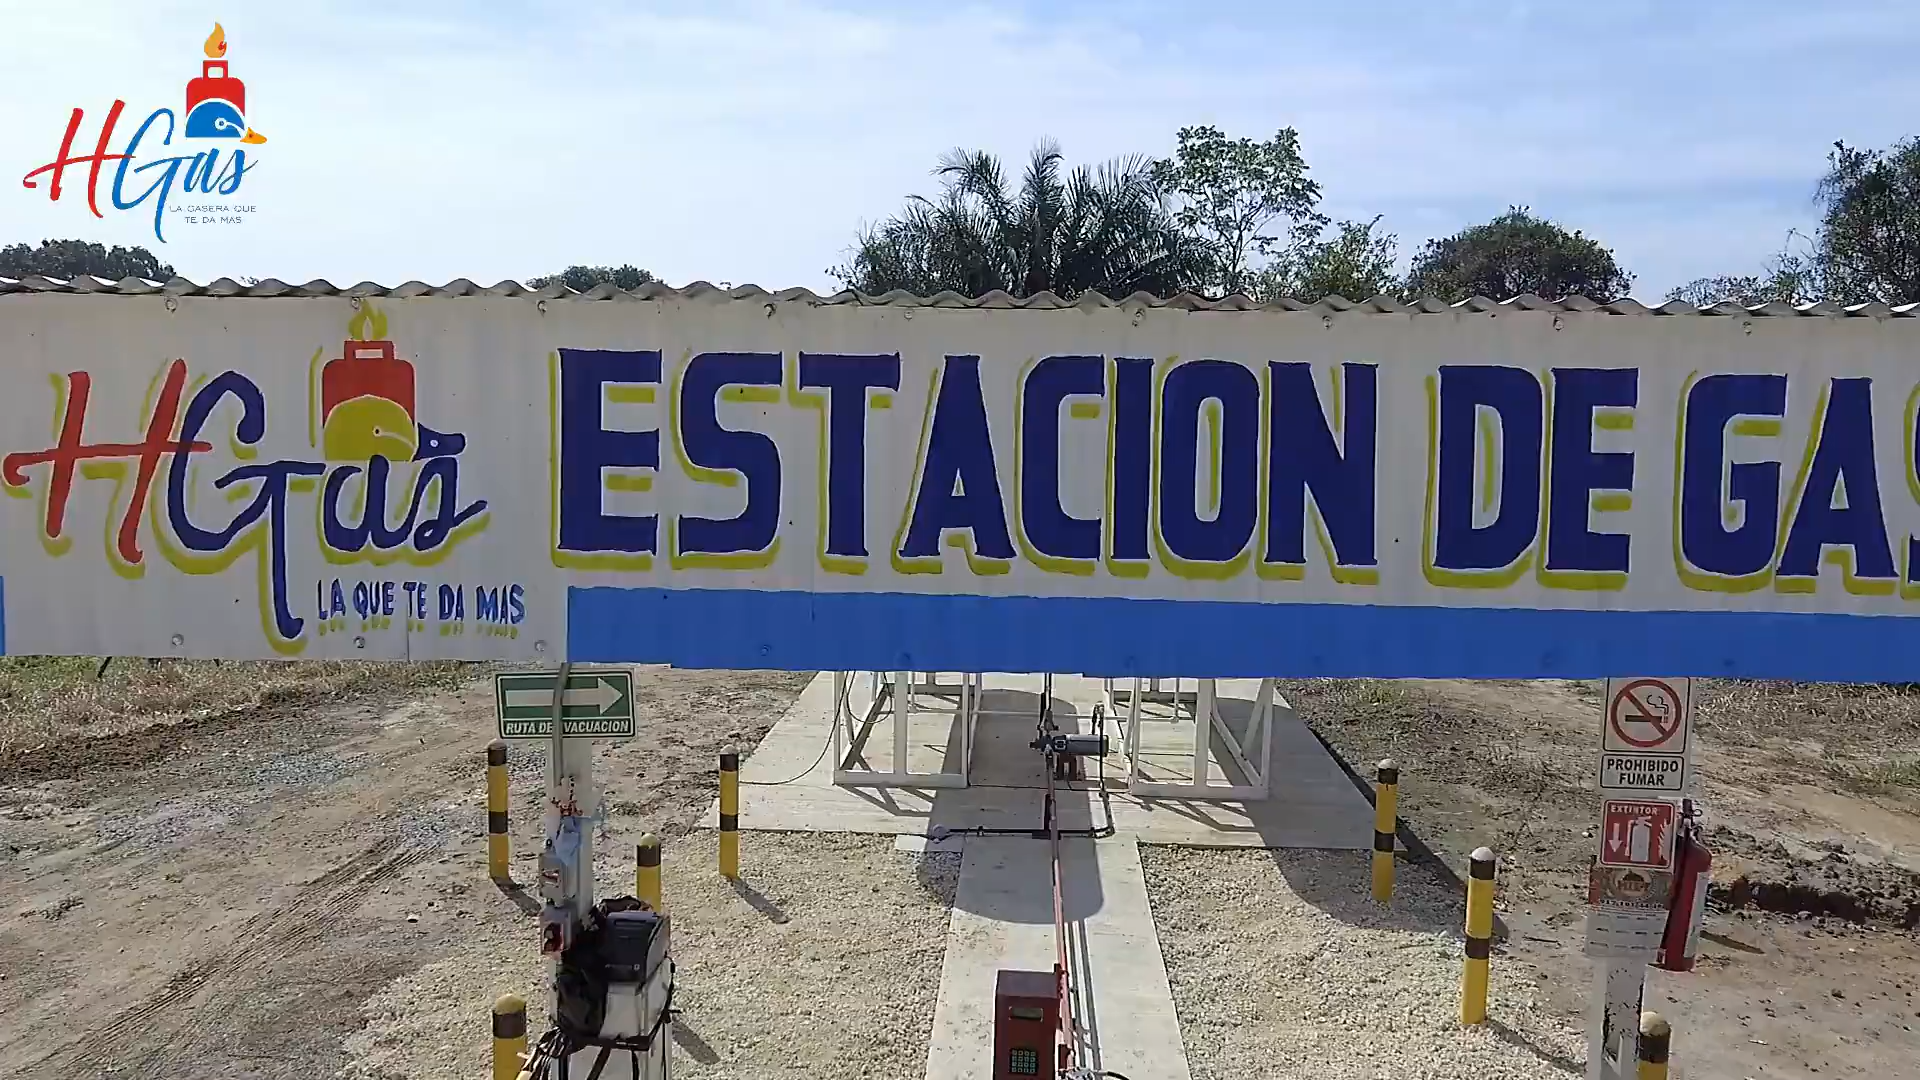 HGas
LA GASERA QUE
TE DA MAS
HGas
LA QUE TE DA MAS
ESTACION DE GAS
RUTA DE EVACUACION
PROHIBIDO
FUMAR
EXTINTOR